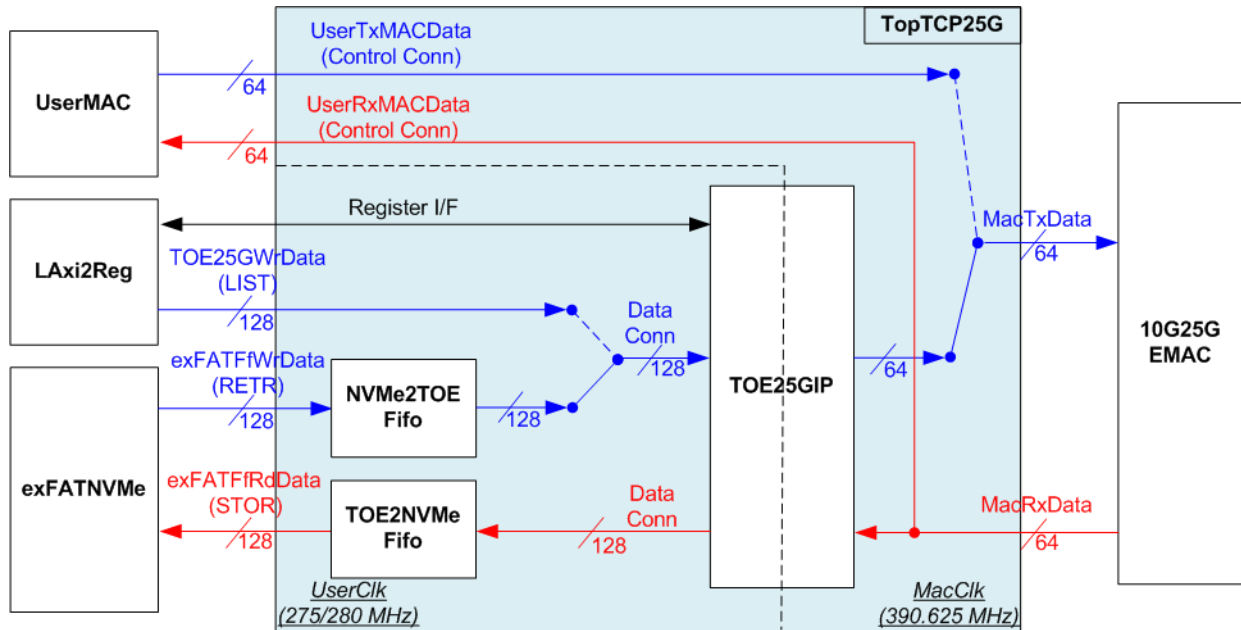 TopTCP25G
UserTxMACData
(Control Conn)
64
UserMAC
UserRxMACData
(Control Conn)
64
Register I/F
LAxi2Reg
TOE25GWrData
(LIST)
128
Data
Conn
128
exFATFfWrData
(RETR)
128
NVMe2TOE
Fifo
128
TOE25GIP
64
MacTxData
64
10G25G
EMAC
exFATNVMe
exFATFfRdData
(STOR)
128
TOE2NVMe
Fifo
Data
Conn
128
MacRxData
64
UserClk
(275/280 MHz)
MacClk
(390.625 MHz)